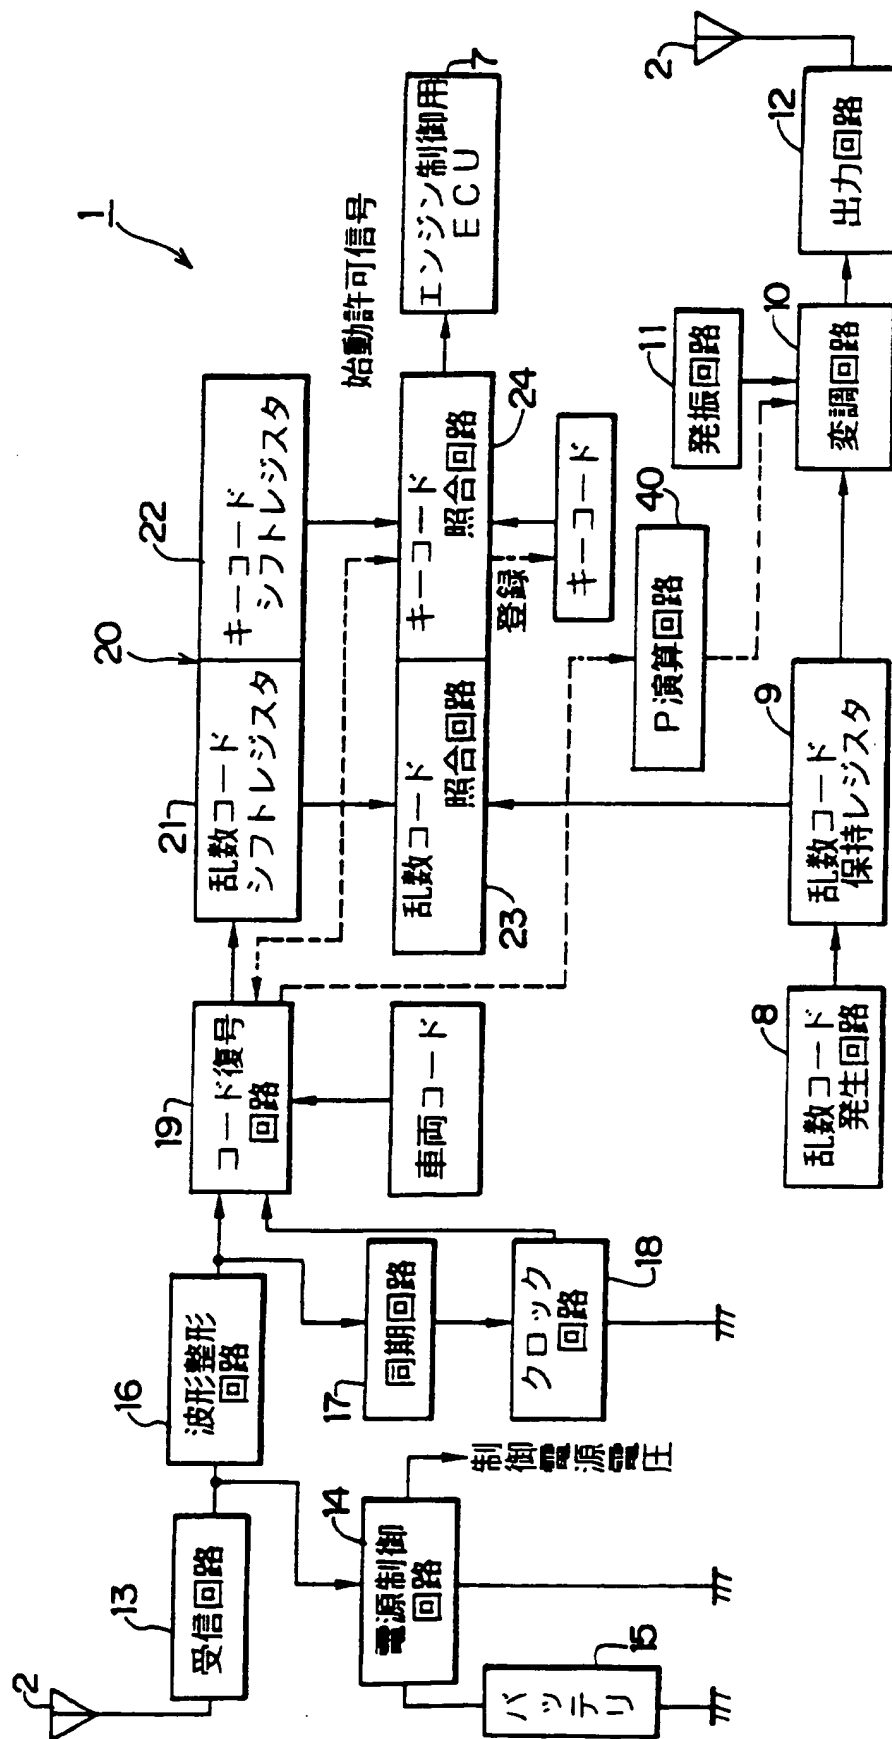 1
2
13
受信回路
16
波形整形
回路
19
コード復号
回路
21
乱数コード
シフトレジスタ
20
22
キーコード
シフトレジスタ
14
電源制御
回路
制御電源電圧
15
バッテリ
17
同期回路
18
クロック
回路
車両コード
23
乱数コード
照合回路
キーコード
照合回路
24
始動許可信号
7
エンジン制御用
ECU
登録
キーコード
40
P演算回路
8
乱数コード
発生回路
9
乱数コード
保持レジスタ
11
発振回路
10
変調回路
12
出力回路
2